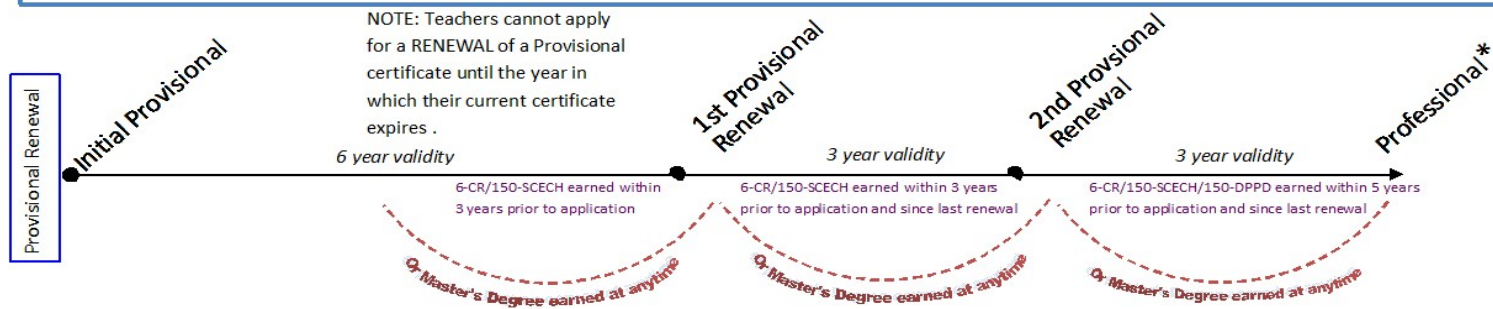 Provisional Renewal
Initial Provisional
NOTE: Teachers cannot apply
for a RENEWAL of a Provisional
certificate until the year in
which their current certificate
expires .
6 year validity
6-CR/150-SCECH earned within
3 years prior to application
Or Master's Degree earned at anytime
1st Provisional
Renewal
3 year validity
6-CR/150-SCECH earned within 3 years
prior to application and since last renewal
Or Master's Degree earned at anytime
2nd Provsional
Renewal
3 year validity
6-CR/150-SCECH/150-DPPD earned within 5 years
prior to application and since last renewal
Or Master's Degree earned at anytime
Professional*